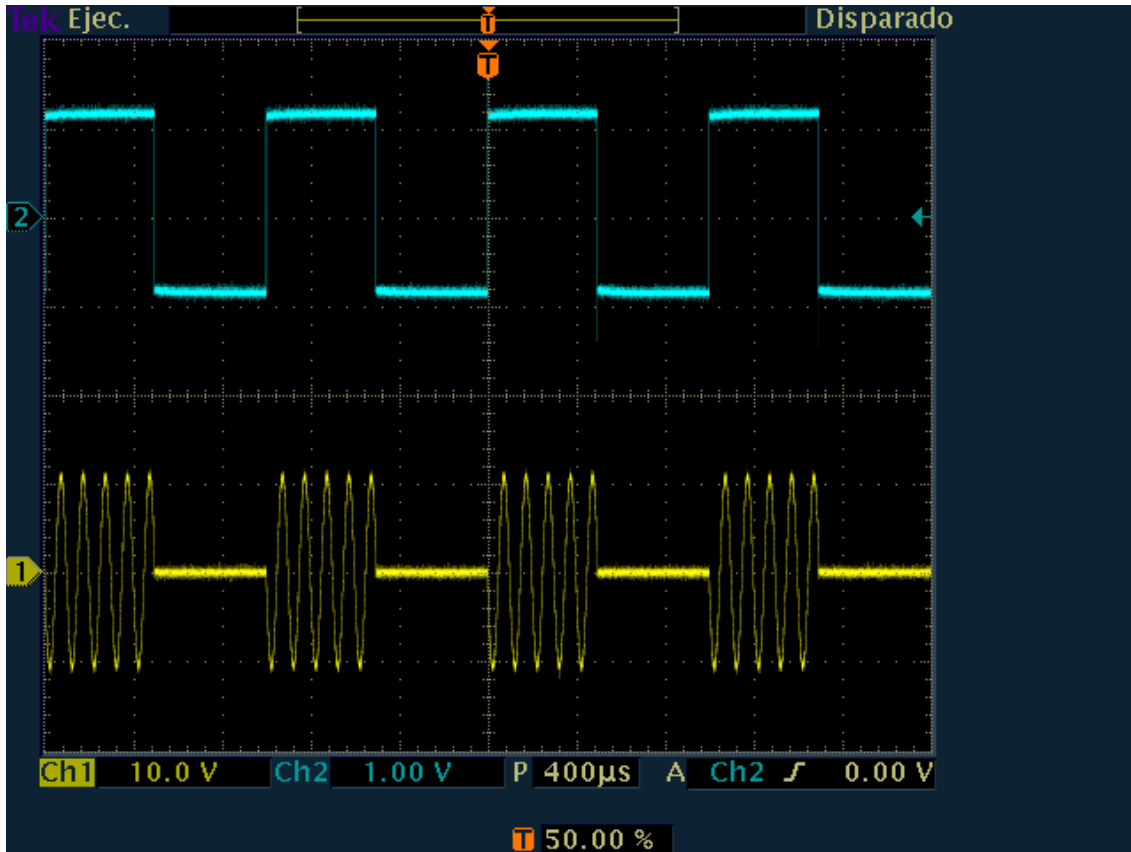 Tek Ejec. T Disparado
T
2
1
Ch1 10.0 V Ch2 1.00 V P 400µs A Ch2 0.00 V
T 50.00 %